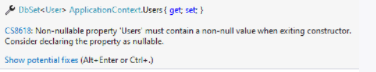 DbSet<User> ApplicationContext.Users { get; set; }
CS8618: Non-nullable property 'Users' must contain a non-null value when exiting constructor.
Consider declaring the property as nullable.
Show potential fixes (Alt+Enter or Ctrl+.)